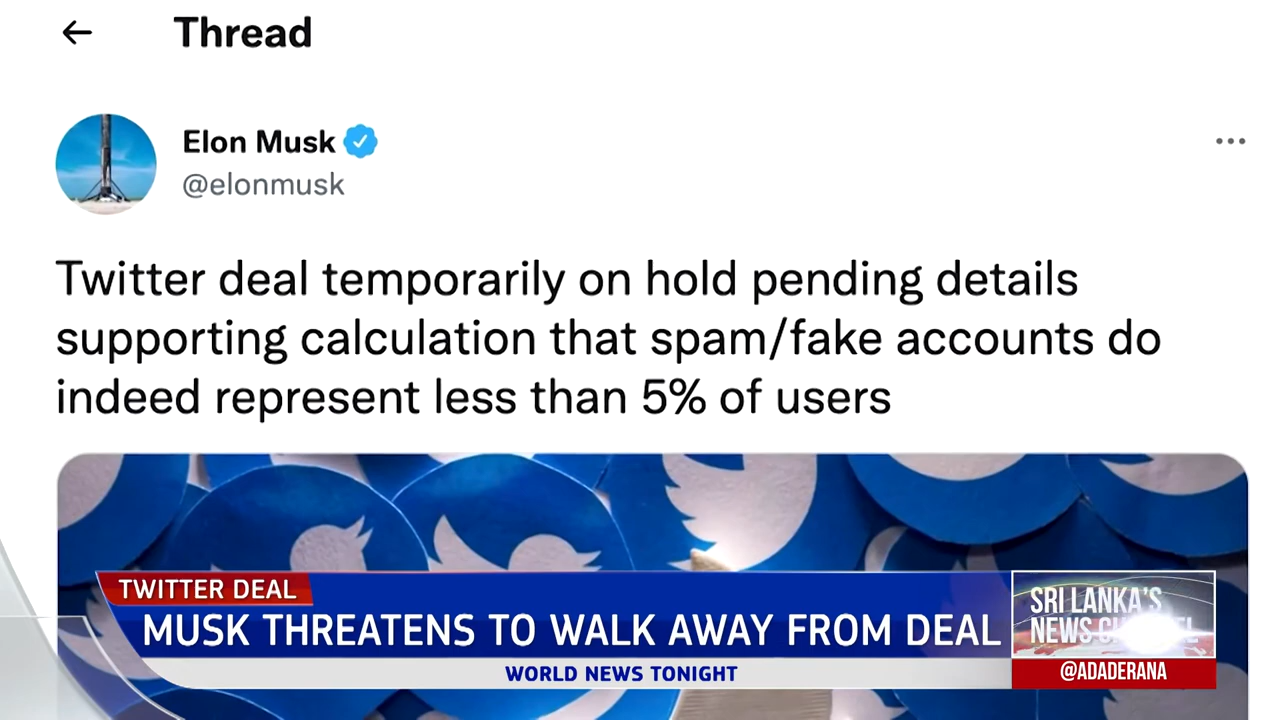 Thread
Elon Musk
@elonmusk
Twitter deal temporarily on hold pending details
supporting calculation that spam/fake accounts do
indeed represent less than 5% of users
TWITTER DEAL
MUSK THREATENS TO WALK AWAY FROM DEAL
WORLD NEWS TONIGHT
SRI LANKA'S
NEWS
@ADADERANA